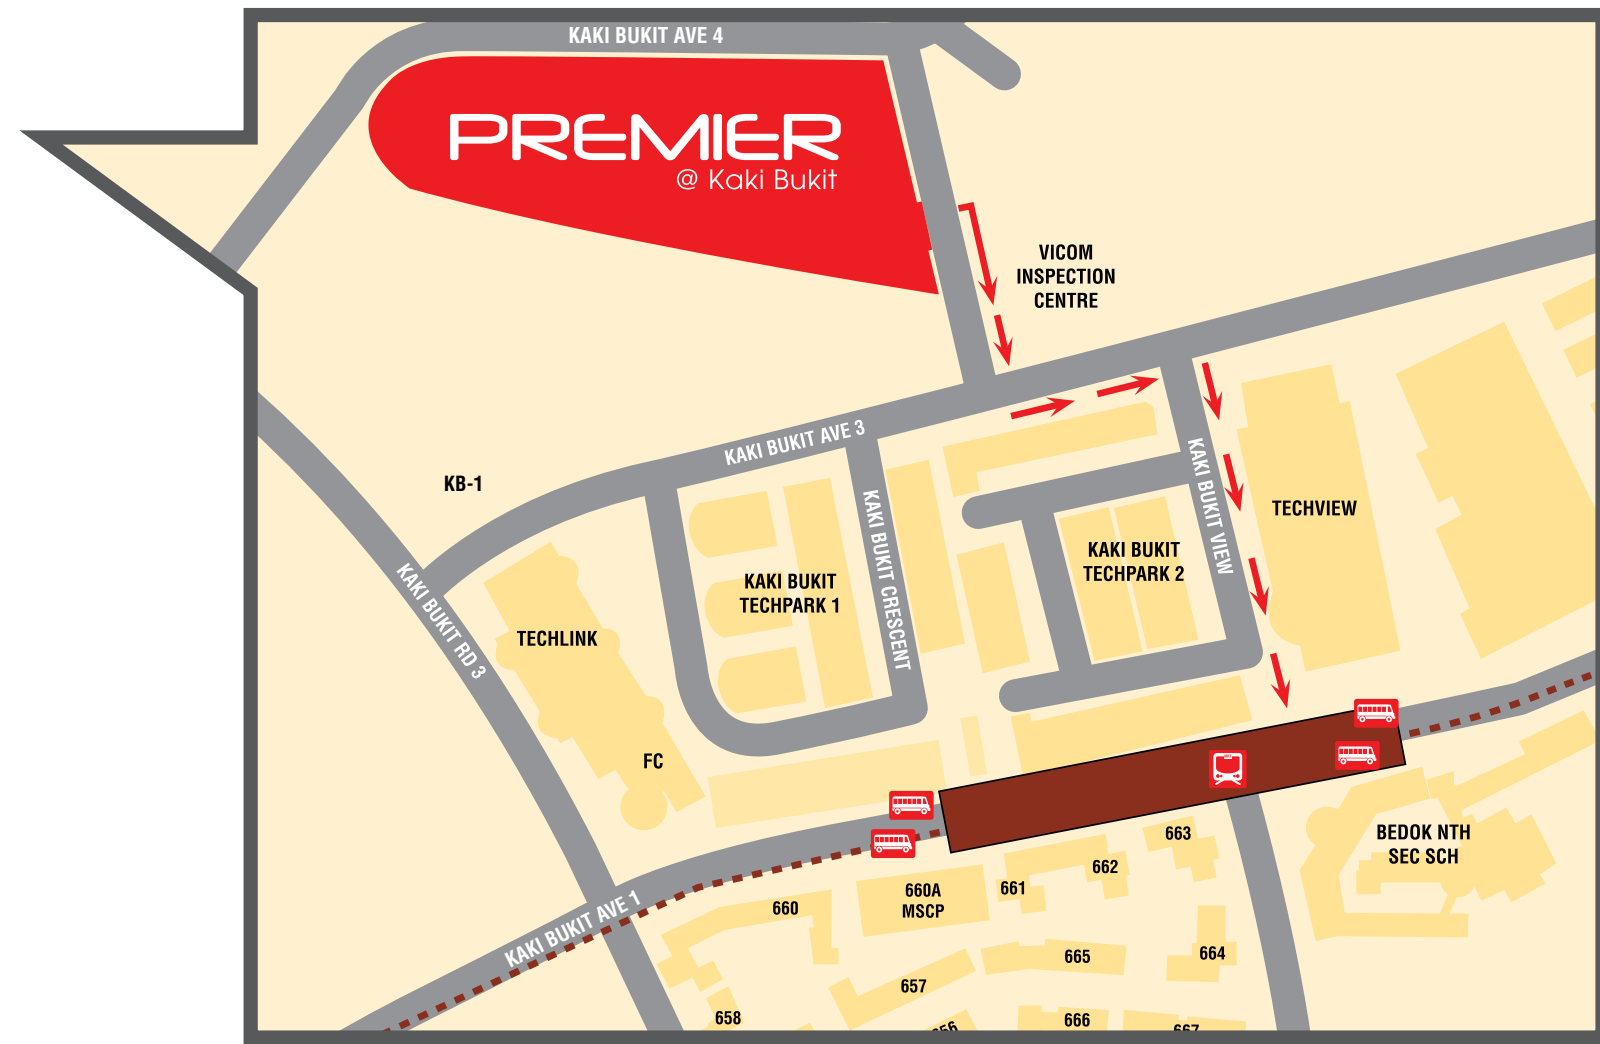 KAKI BUKIT AVE 4
PREMIER
@ Kaki Bukit
VICOM
INSPECTION
CENTRE
KAKI BUKIT AVE 3
KB-1
KAKI BUKIT CRESCENT
KAKI BUKIT VIEW
TECHVIEW
KAKI BUKIT
TECHPARK 2
KAKI BUKIT
TECHPARK 1
KAKI BUKIT RD 3
TECHLINK
FC
BEDOK NTH
SEC SCH
663
662
661
660A
MSCP
660
KAKI BUKIT AVE 1
664
665
657
658
666